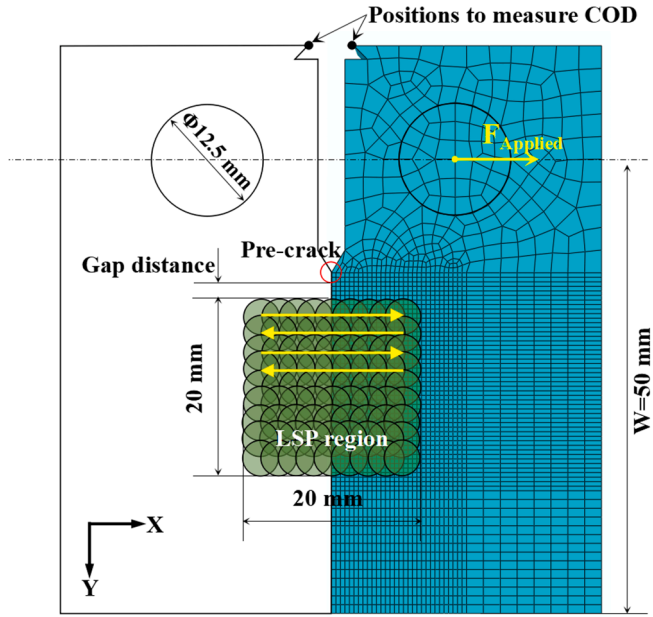 Positions to measure COD
Φ12.5 mm
F Applied
Pre-crack
Gap distance
20 mm
W=50 mm
LSP region
20 mm
X
Y